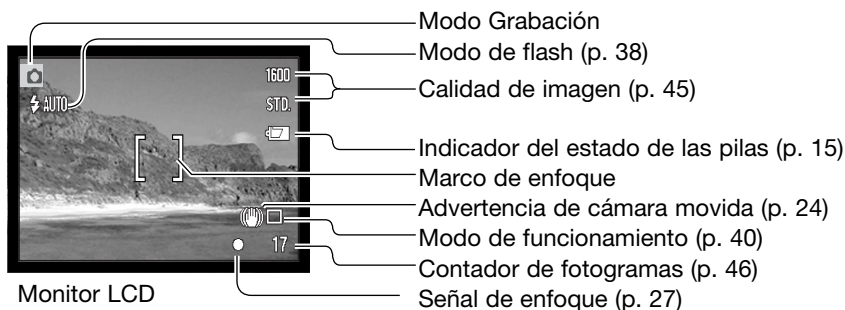 Modo Grabación
Modo de flash (p. 38)
1600
AUTO
STD.
Calidad de imagen (p. 45)
Indicador del estado de las pilas (p. 15)
Marco de enfoque
Advertencia de cámara movida (p. 24)
Modo de funcionamiento (p. 40)
17
Contador de fotogramas (p. 46)
Monitor LCD
Señal de enfoque (p. 27)